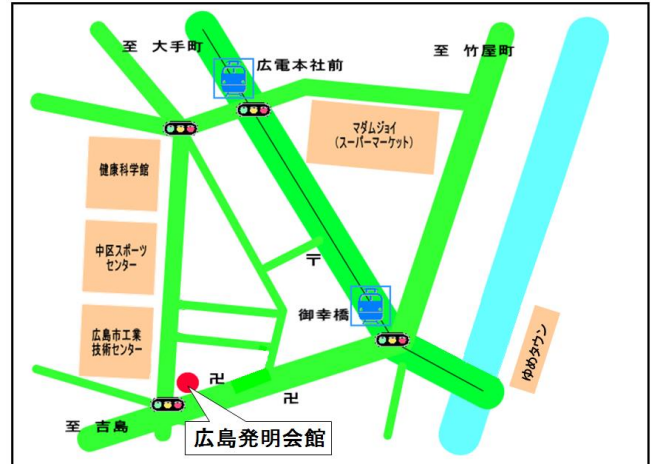 至 大手町
広電本社前
至 竹屋町
マダムジョイ
(スーパーマーケット)
健康科学館
中区スポーツ
センター
〒
御幸橋
広島市工業
技術センター
ゆめタウン
卍
卍
至 吉島
広島発明会館